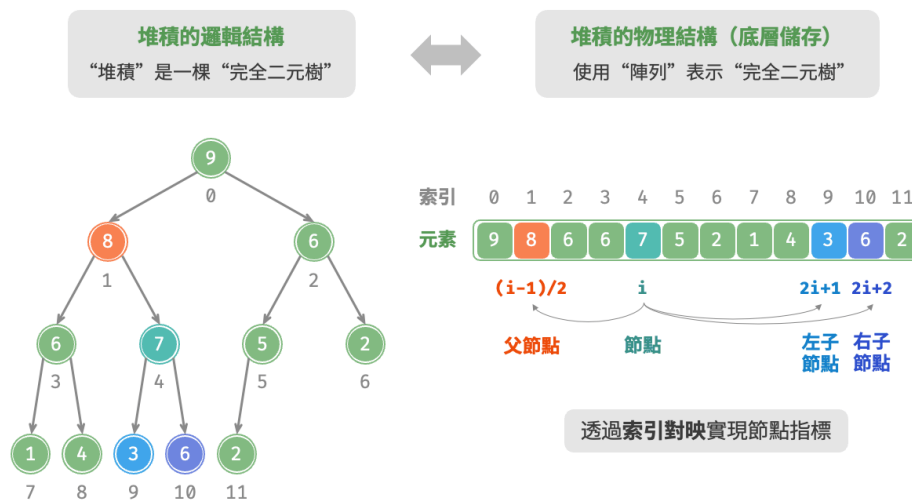 堆積的邏輯結構
“堆積”是一棵“完全二元樹”
堆積的物理結構（底層儲存）
使用“陣列”表示“完全二元樹”
9
0
8
6
1
2
6
7
5
2
3
4
5
6
1
4
3
6
2
7
8
9
10
11
索引 0 1 2 3 4 5 6 7 8 9 10 11
元素 9 8 6 6 7 5 2 1 4 3 6 2
(i-1)/2 i 2i+1 2i+2
父節點 節點 左子節點 右子節點
透過索引對映實現節點指標